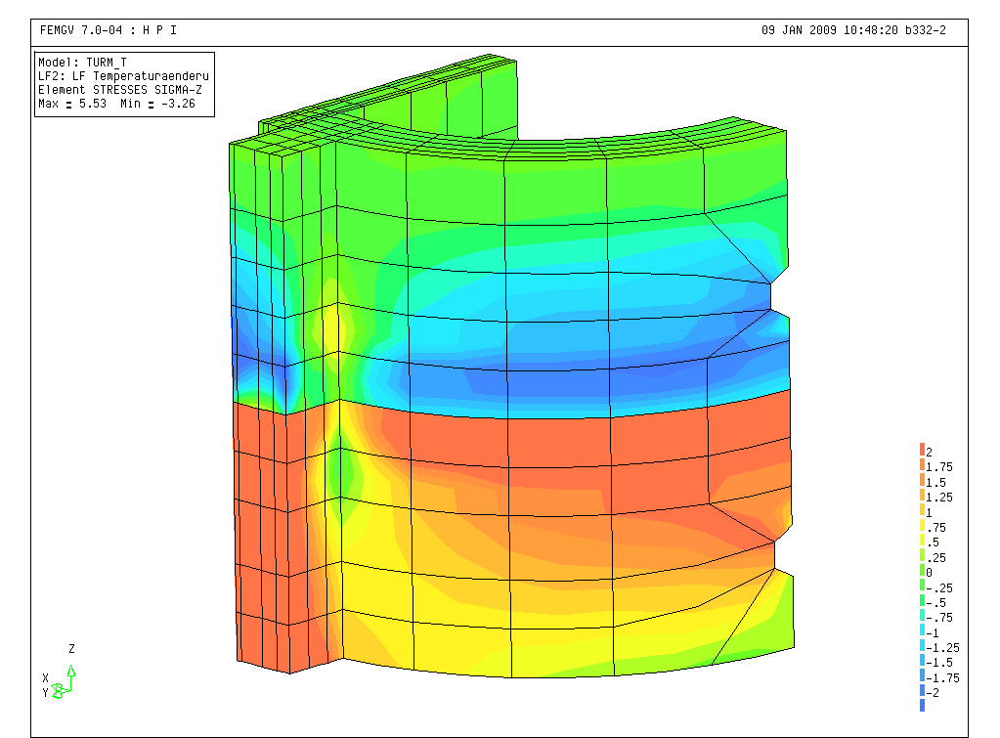 FEMGV 7.0-04 : H P I
09 JAN 2009 10:48:20 b332-2
Model: TURM_T
LF2: LF Temperaturaenderu
Element STRESSES SIGMA-Z
Max = 5.53 Min = -3.26
2
1.75
1.5
1.25
1
.75
.5
.25
0
-.25
-.5
-.75
-1
-1.25
-1.5
-1.75
-2
Z
X
Y